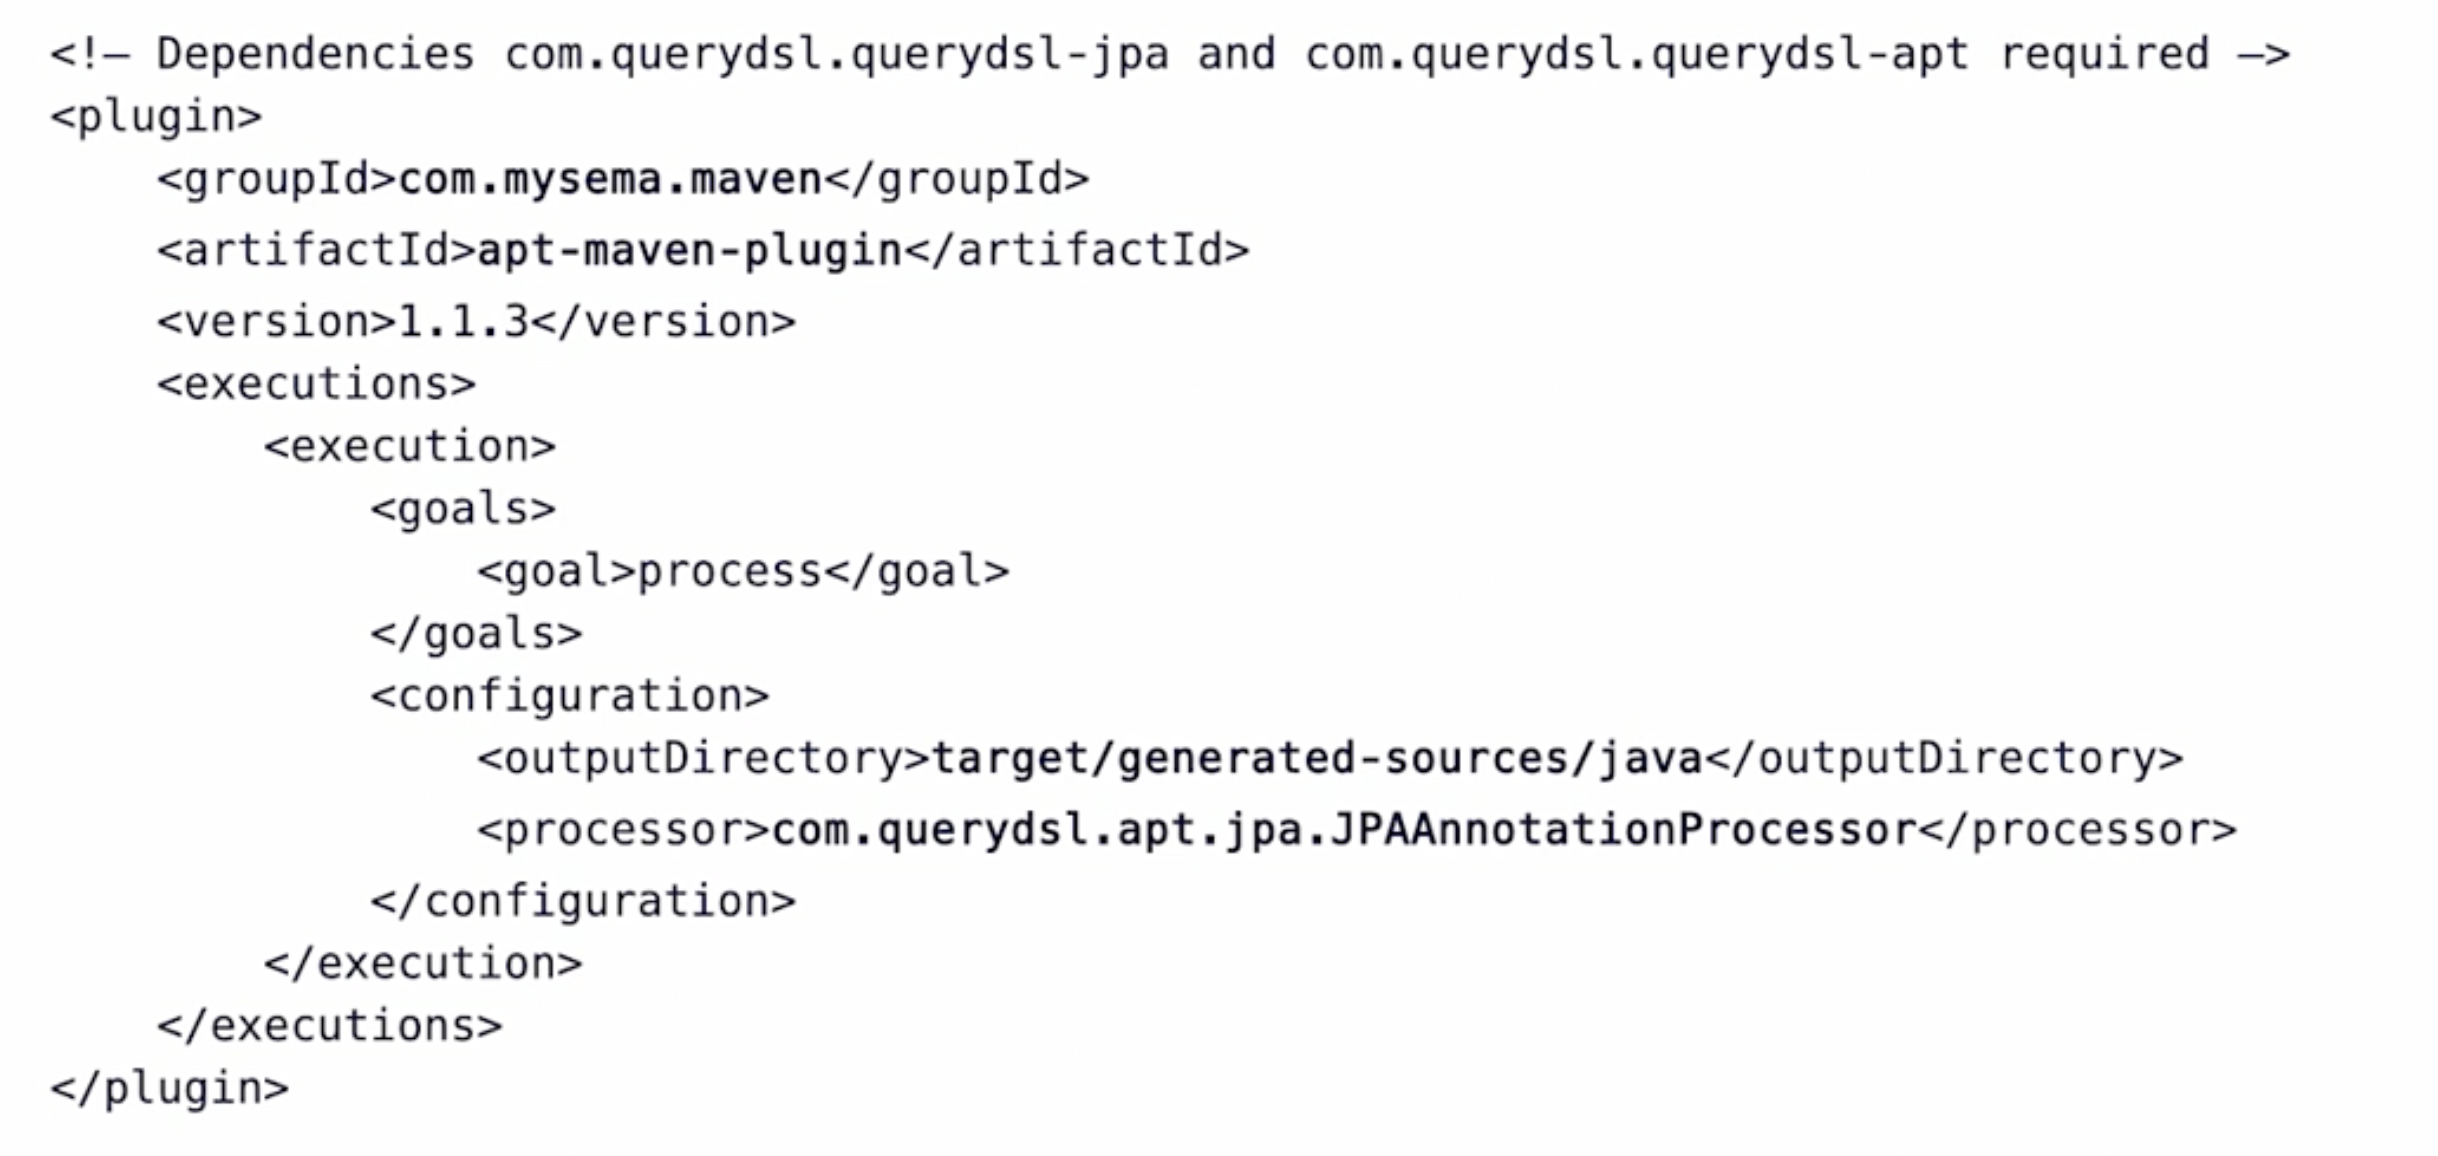 <!— Dependencies com.querydsl.querydsl-jpa and com.querydsl.querydsl-apt required —>
<plugin>
    <groupId>com.mysema.maven</groupId>
    <artifactId>apt-maven-plugin</artifactId>
    <version>1.1.3</version>
    <executions>
        <execution>
            <goals>
                <goal>process</goal>
            </goals>
            <configuration>
                <outputDirectory>target/generated-sources/java</outputDirectory>
                <processor>com.querydsl.apt.jpa.JPAAnnotationProcessor</processor>
            </configuration>
        </execution>
    </executions>
</plugin>